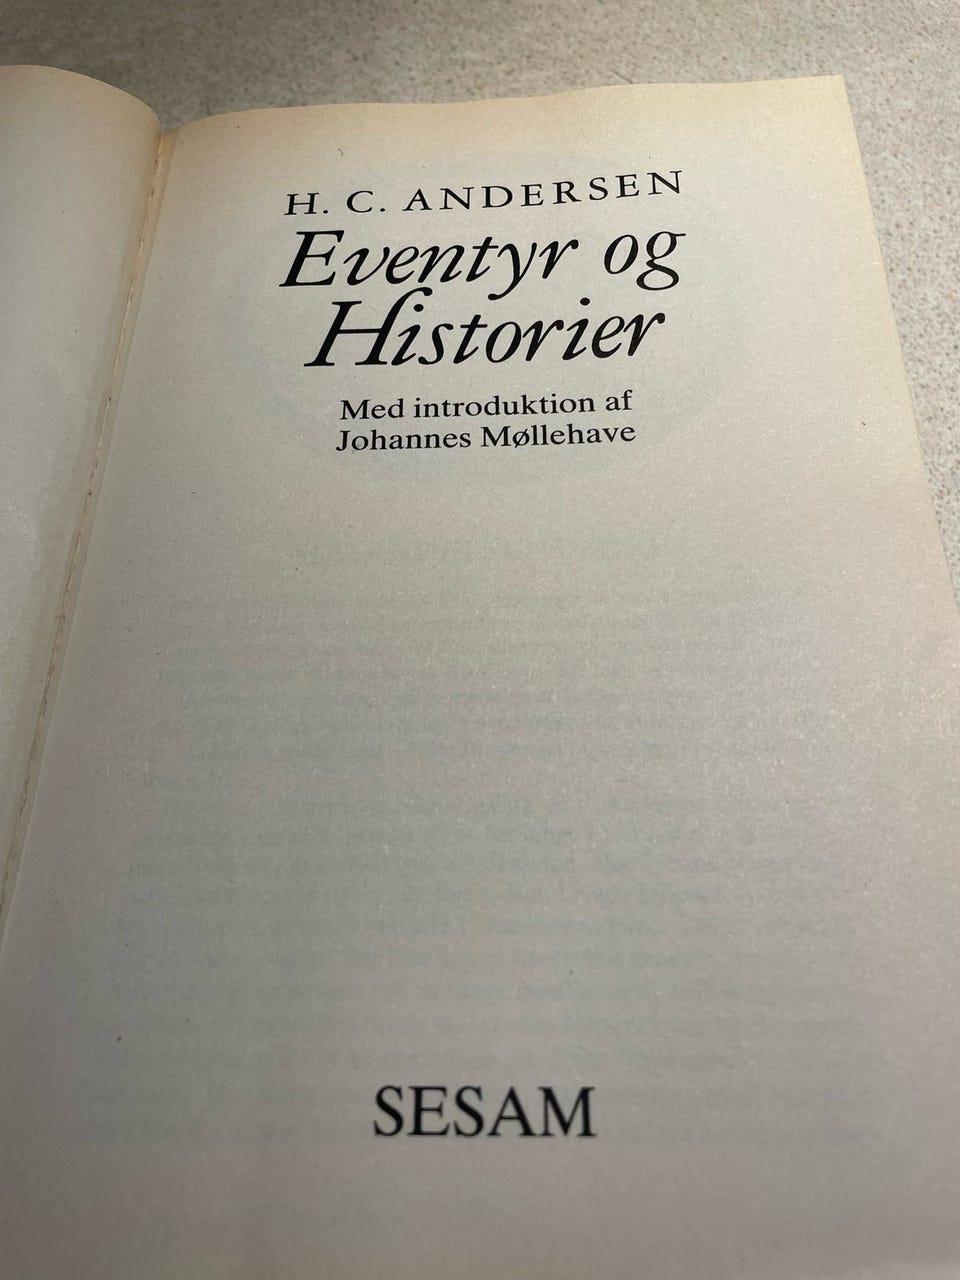 H. C. ANDERSEN
Eventyr og
Historier
Med introduktion af
Johannes Møllehave
SESAM